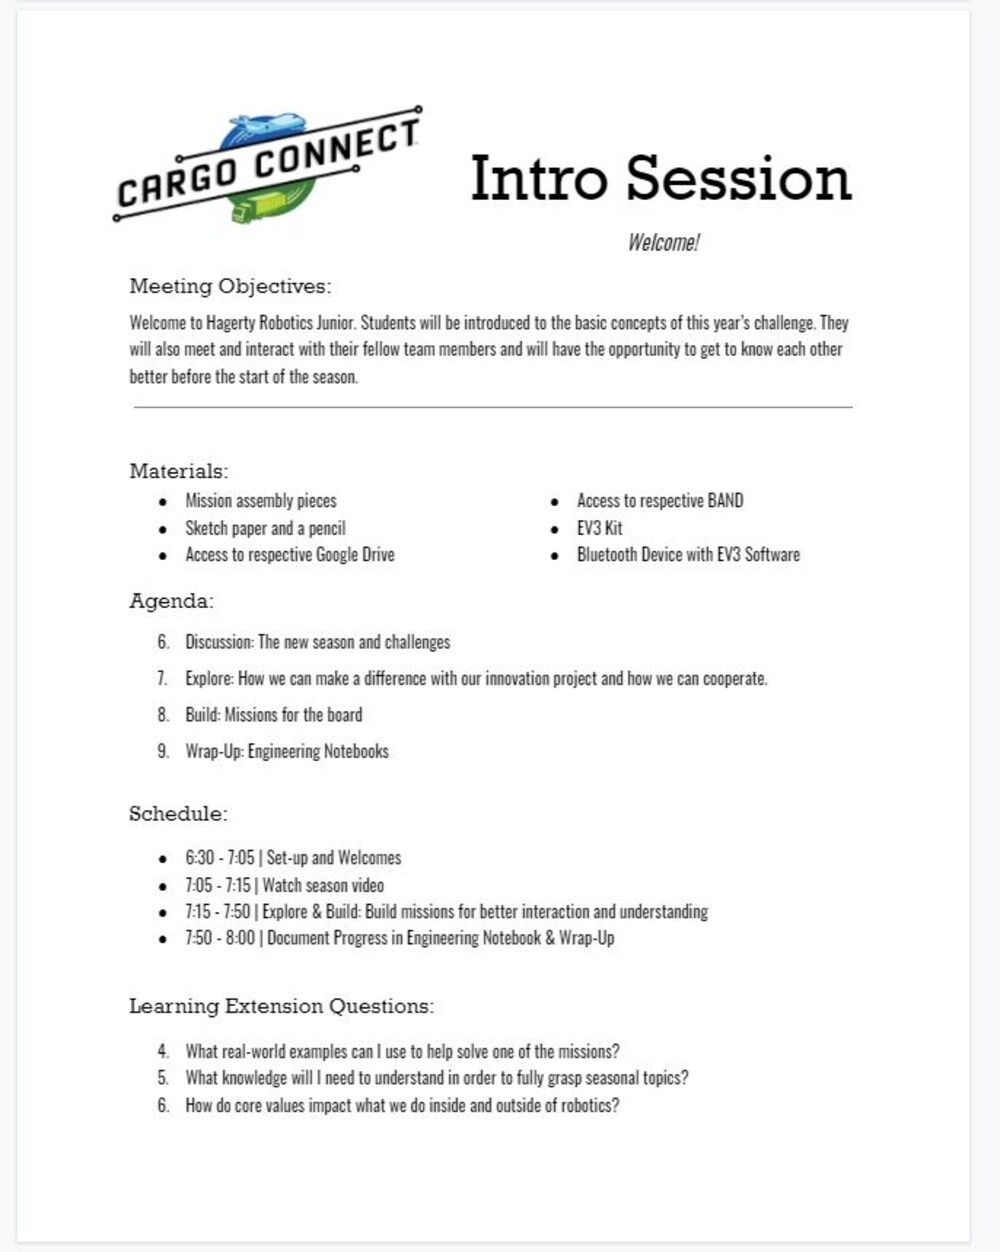 CARGO CONNECT
Intro Session
Welcome!
Meeting Objectives:
Welcome to Hagerty Robotics Junior. Students will be introduced to the basic concepts of this year's challenge. They
will also meet and interact with their fellow team members and will have the opportunity to get to know each other
better before the start of the season.
Materials:
● Mission assembly pieces
● Sketch paper and a pencil
● Access to respective Google Drive
● Access to respective BAND
● EV3 Kit
● Bluetooth Device with EV3 Software
Agenda:
6. Discussion: The new season and challenges
7. Explore: How we can make a difference with our innovation project and how we can cooperate.
8. Build: Missions for the board
9. Wrap-Up: Engineering Notebooks
Schedule:
● 6:30 - 7:05 | Set-up and Welcomes
● 7:05 - 7:15 | Watch season video
● 7:15 - 7:50 | Explore & Build: Build missions for better interaction and understanding
● 7:50 - 8:00 | Document Progress in Engineering Notebook & Wrap-Up
Learning Extension Questions:
4. What real-world examples can I use to help solve one of the missions?
5. What knowledge will I need to understand in order to fully grasp seasonal topics?
6. How do core values impact what we do inside and outside of robotics?